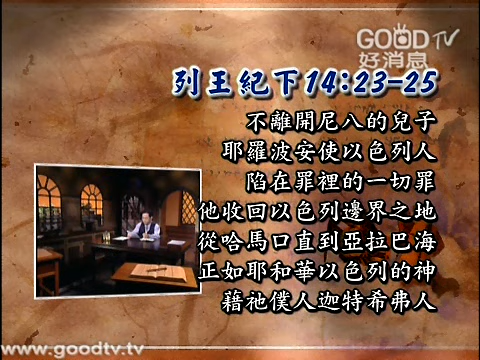 GOOD TV
好消息
列王紀下14:23-25
不離開尼八的兒子
耶羅波安使以色列人
陷在罪裡的一切罪
他收回以色列邊界之地
從哈馬口直到亞拉巴海
正如耶和華以色列的神
藉祂僕人迦特希弗人
www.goodtv.tv